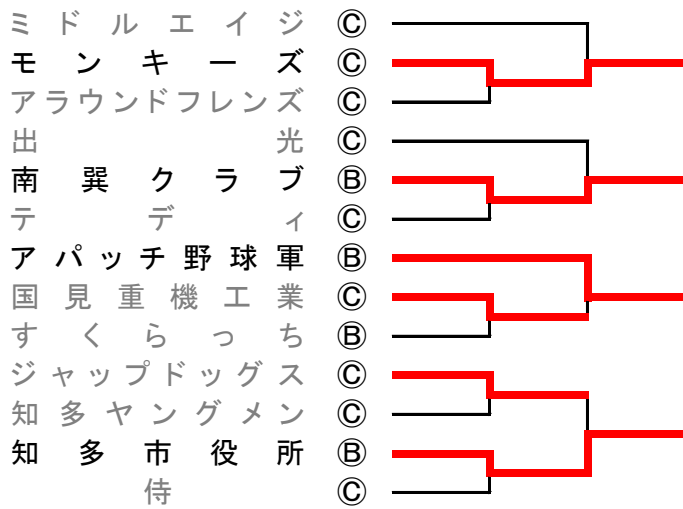 ミドルエイジ Ⓒ
モンキーズ Ⓒ
アラウンドフレンズ Ⓒ
出光 Ⓒ
南巽クラブ Ⓑ
テディ Ⓒ
アパッチ野球軍 Ⓑ
国見重機工業 Ⓒ
すくらっち Ⓑ
ジャップドッグス Ⓒ
知多ヤングメン Ⓒ
知多市役所 Ⓑ
侍 Ⓒ